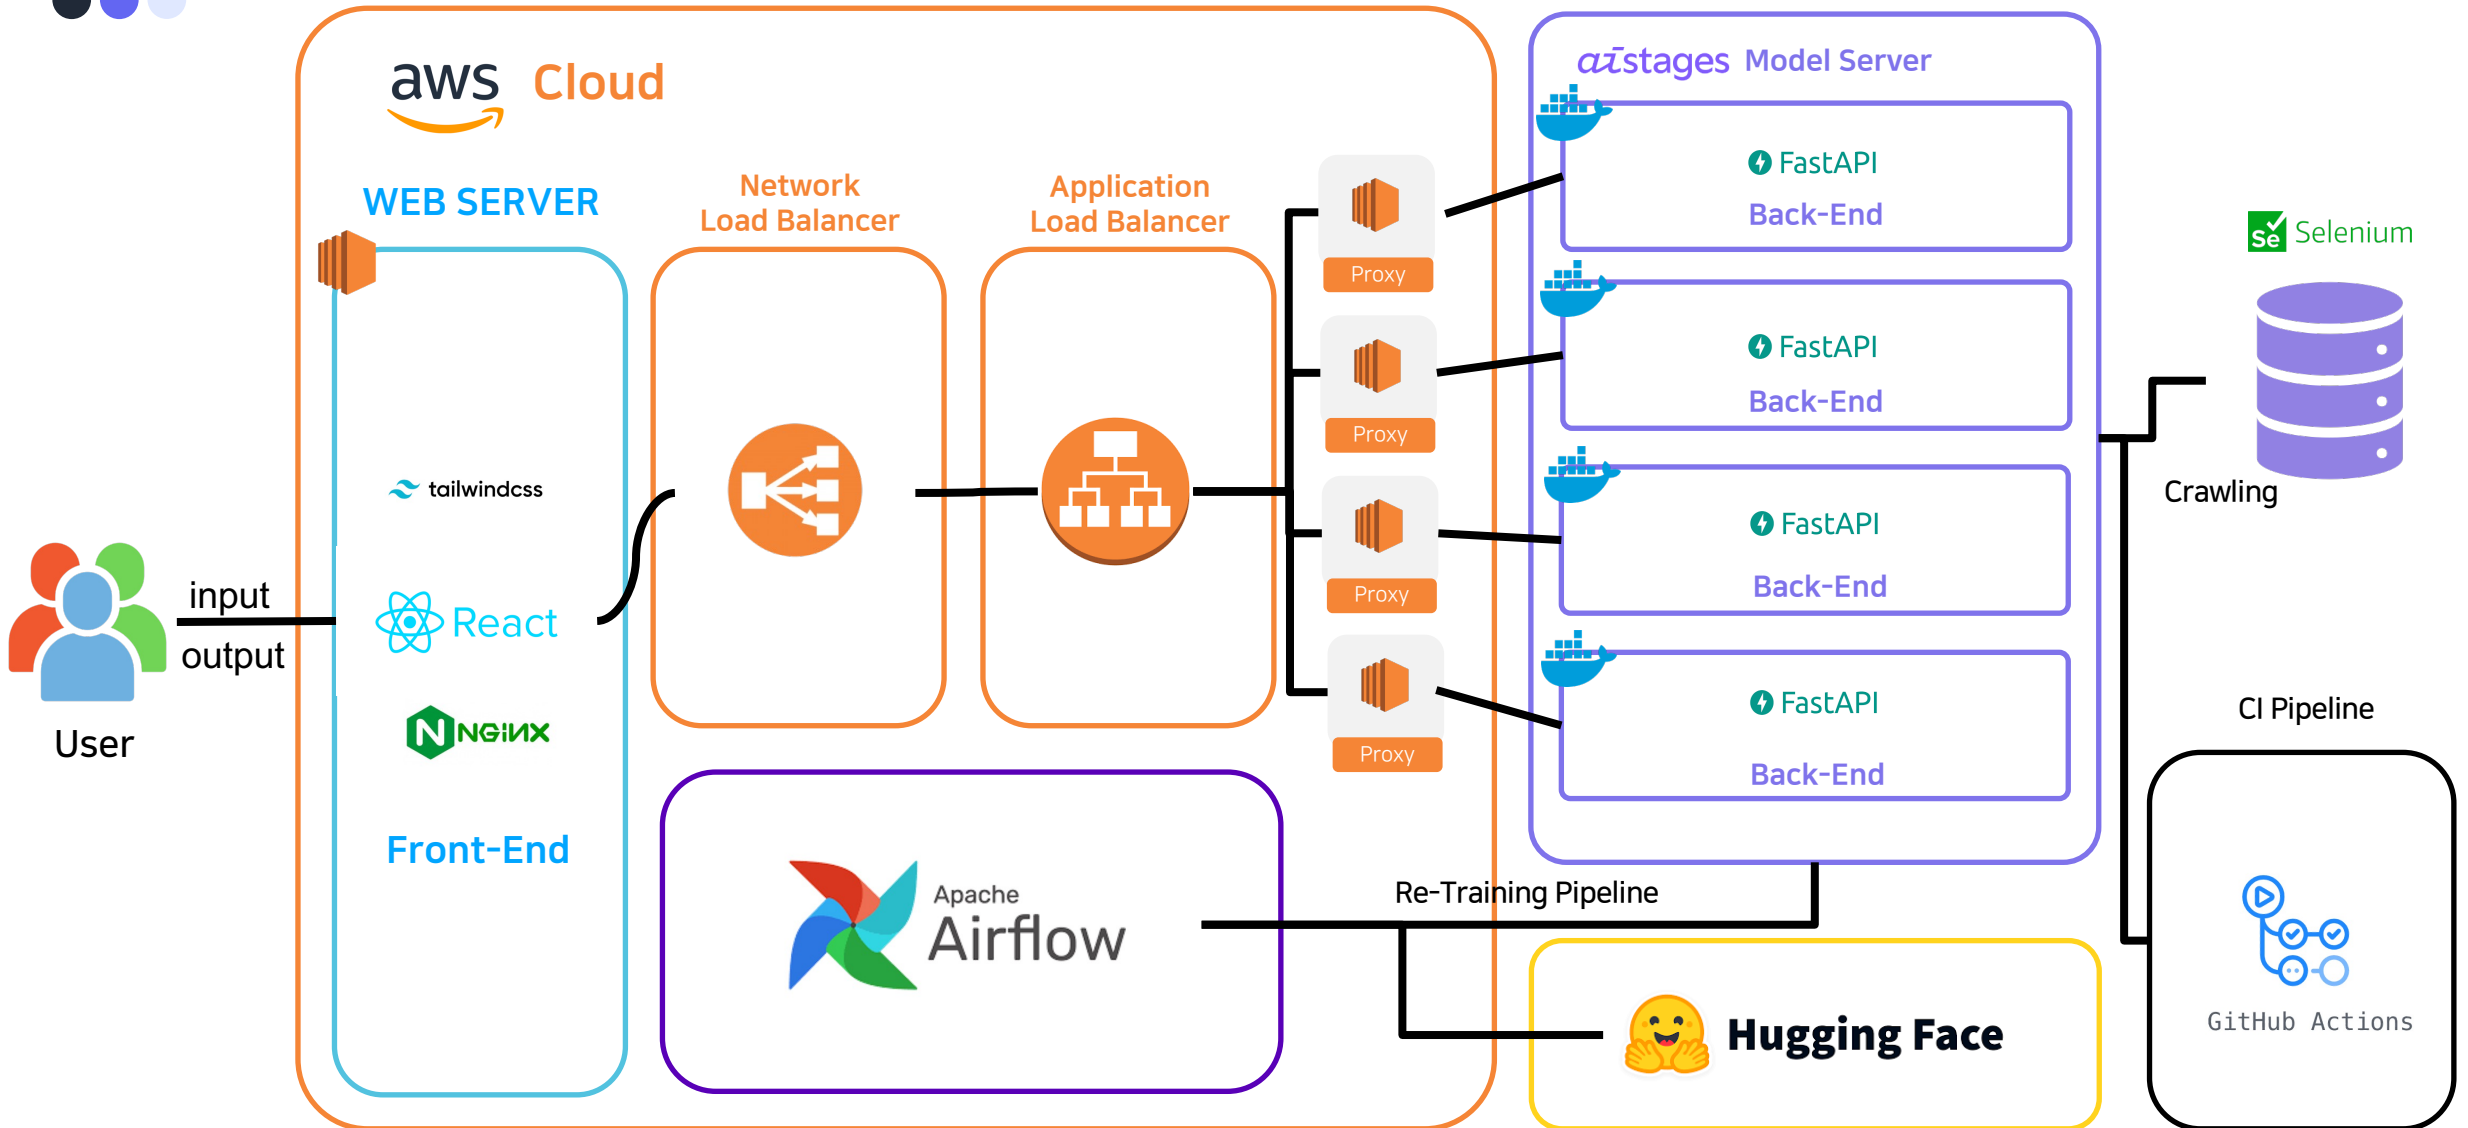 aws Cloud
WEB SERVER
tailwindcss
React
NGINX
Front-End
input
output
User
Network
Load Balancer
Application
Load Balancer
Proxy
Proxy
Proxy
Proxy
Apache
Airflow
aistages Model Server
FastAPI
Back-End
FastAPI
Back-End
FastAPI
Back-End
FastAPI
Back-End
Re-Training Pipeline
Hugging Face
Se Selenium
Crawling
CI Pipeline
GitHub Actions